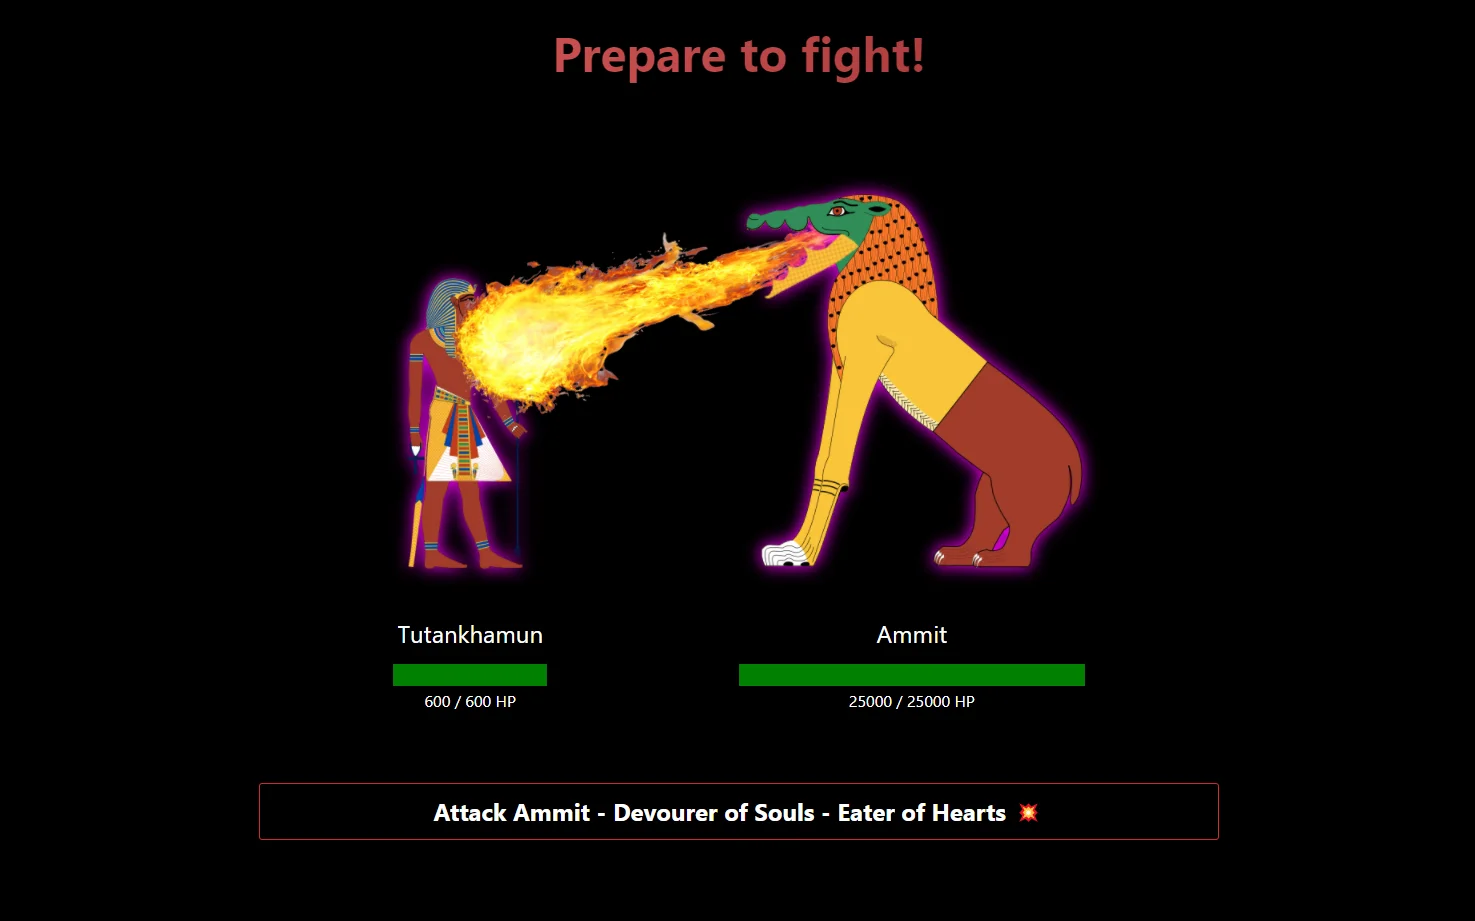 Prepare to fight!
Tutankhamun
600 / 600 HP
Ammit
25000 / 25000 HP
Attack Ammit - Devourer of Souls - Eater of Hearts 💥